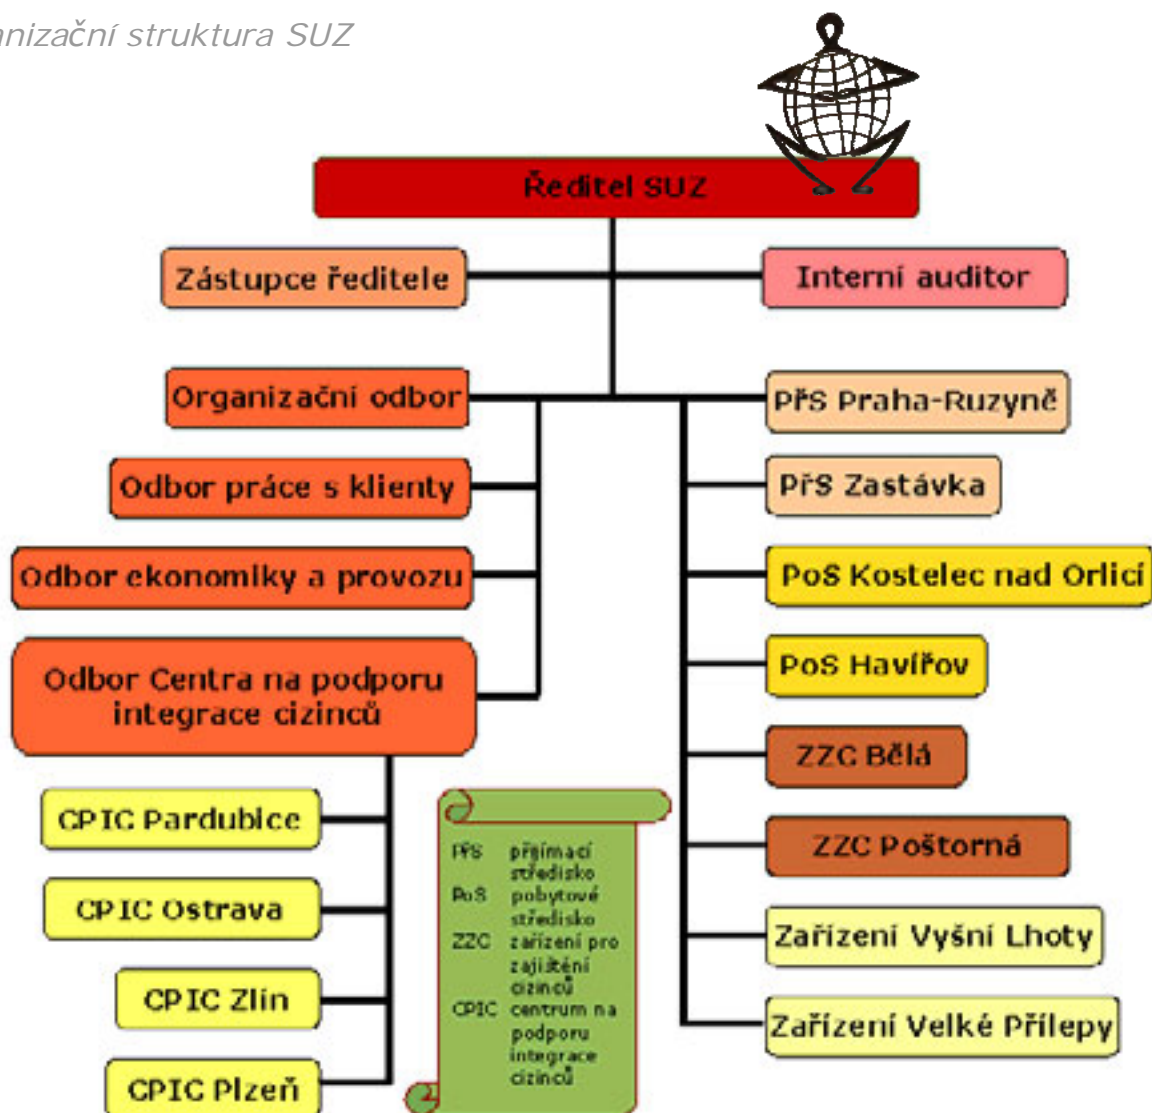 anizační struktura SUZ
Ředitel SUZ
Zástupce ředitele
Interní auditor
Organizační odbor
PřS Praha-Ruzyně
Odbor práce s klienty
PřS Zastávka
Odbor ekonomiky a provozu
PoS Kostelec nad Orlicí
Odbor Centra na podporu
integrace cizinců
PoS Havířov
ZZC Bělá
CPIC Pardubice
ZZC Poštorná
CPIC Ostrava
Zařízení Vyšní Lhoty
CPIC Zlín
Zařízení Velké Přílepy
CPIC Plzeň
PřS přijímací
středisko
PoS pobytové
středisko
ZZC zařízení pro
zajištění
cizinců
CPIC centrum na
podporu
integrace
cizinců